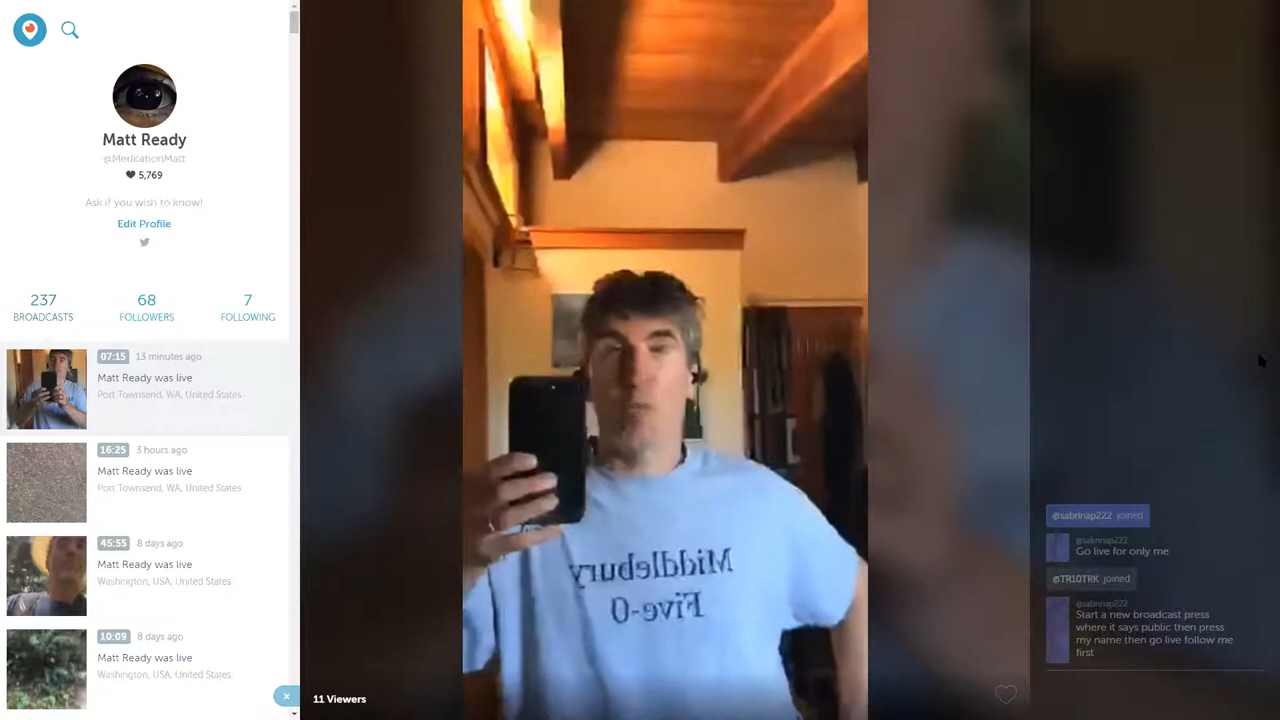 Matt Ready
@MeditationMatt
5,769
Ask if you wish to know!
Edit Profile
237
BROADCASTS
68
FOLLOWERS
7
FOLLOWING
07:15 13 minutes ago
Matt Ready was live
Port Townsend, WA, United States
16:25 3 hours ago
Matt Ready was live
Port Townsend, WA, United States
45:55 8 days ago
Matt Ready was live
Washington, USA, United States
10:09 8 days ago
Matt Ready was live
Washington, USA, United States
Middlebury
Five-0
11 Viewers
@sabrinap222 joined
@sabrinap222
Go live for only me
@TR10TRK joined
@sabrinap222
Start a new broadcast press
where it says public then press
my name then go live follow me
first